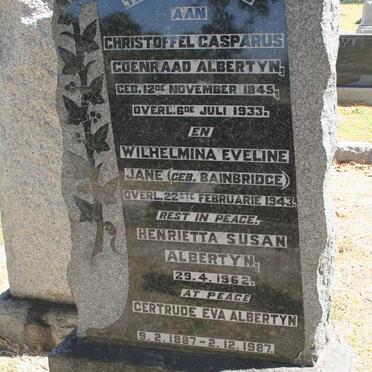 AAN
CHRISTOFFEL CASPARUS
COENRAAD ALBERTYN,
GEB. 12DE NOVEMBER 1845,
OVERL. 6DE JULI 1933.
EN
WILHELMINA EVELINE
JANE (GEB. BAINBRIDGE)
OVERL. 22STE FEBRUARIE 1943.
REST IN PEACE.
HENRIETTA SUSAN
ALBERTYN,
29.4.1962.
AT PEACE
GERTRUDE EVA ALBERTYN
9.2.1887-2.12.1987.